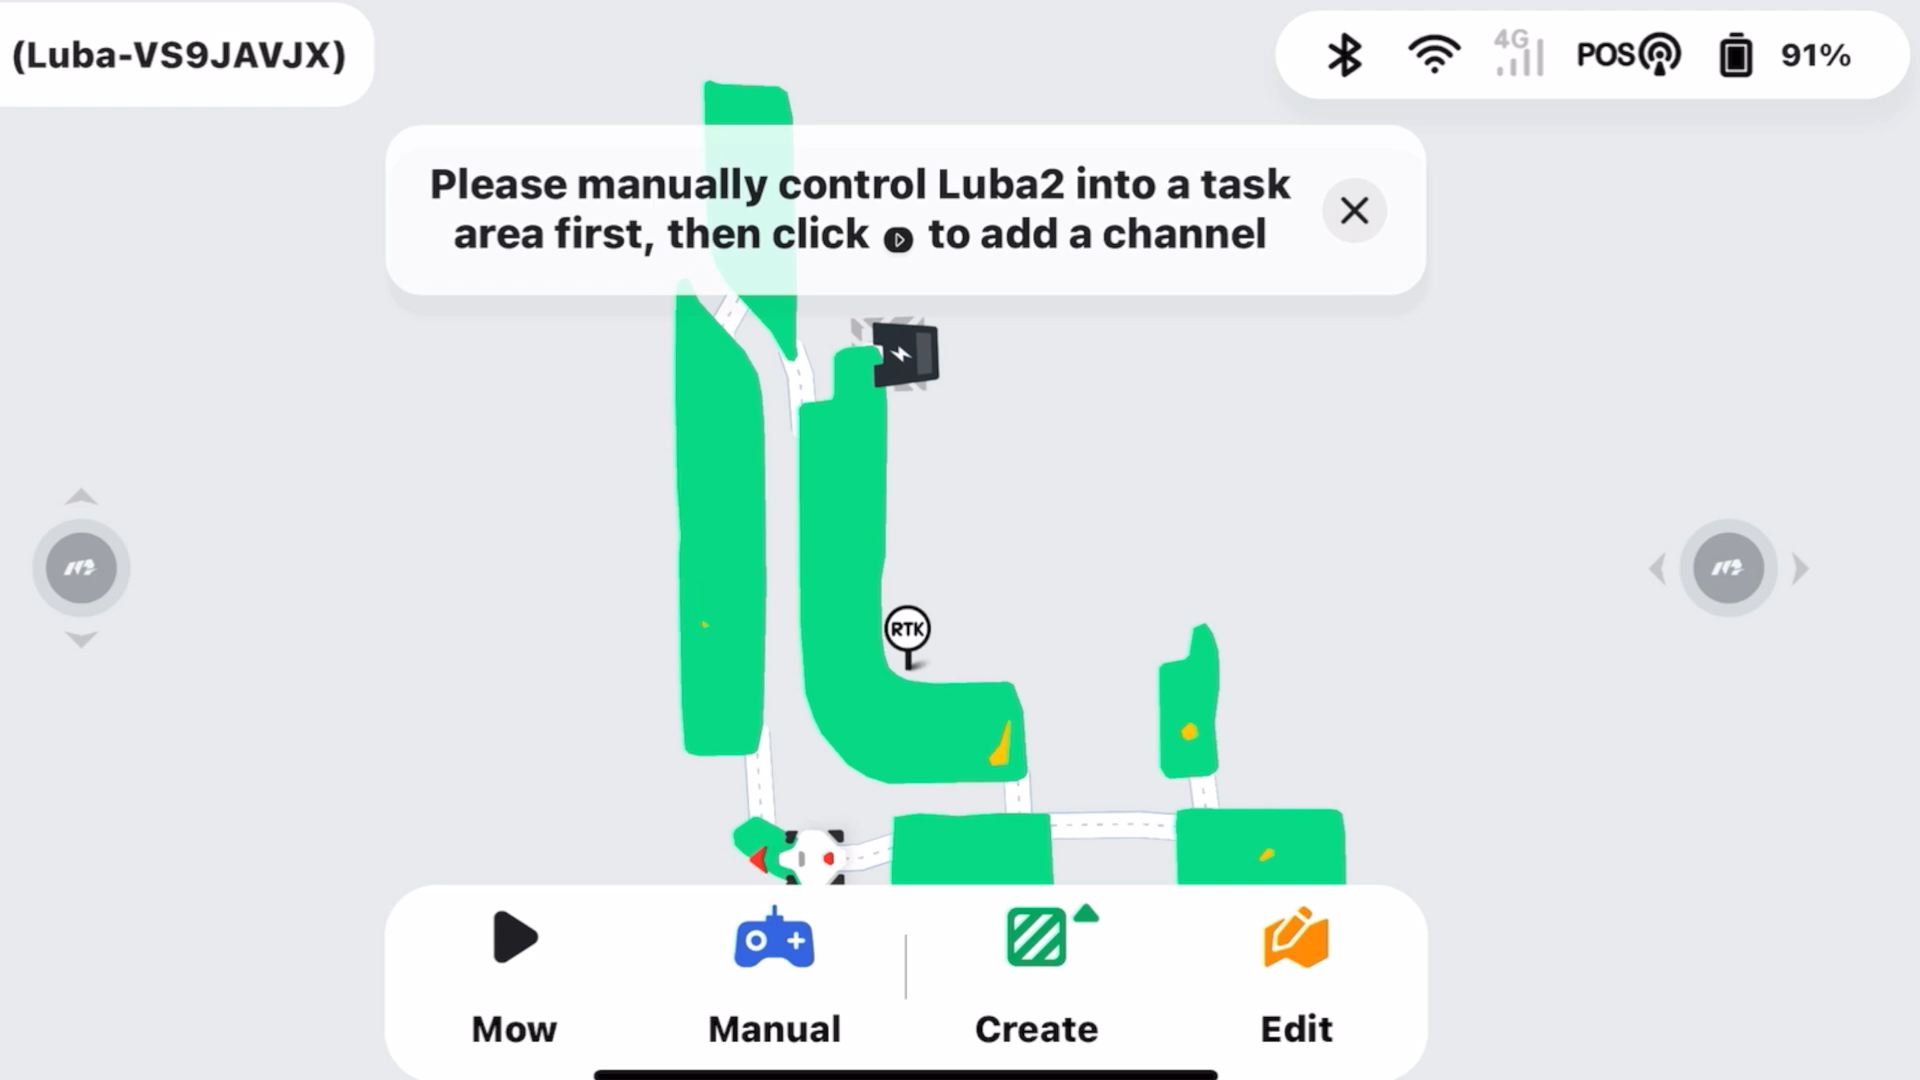 (Luba-VS9JAVJX)
4G
POS
91%
Please manually control Luba2 into a task
area first, then click to add a channel
RTK
Mow
Manual
Create
Edit